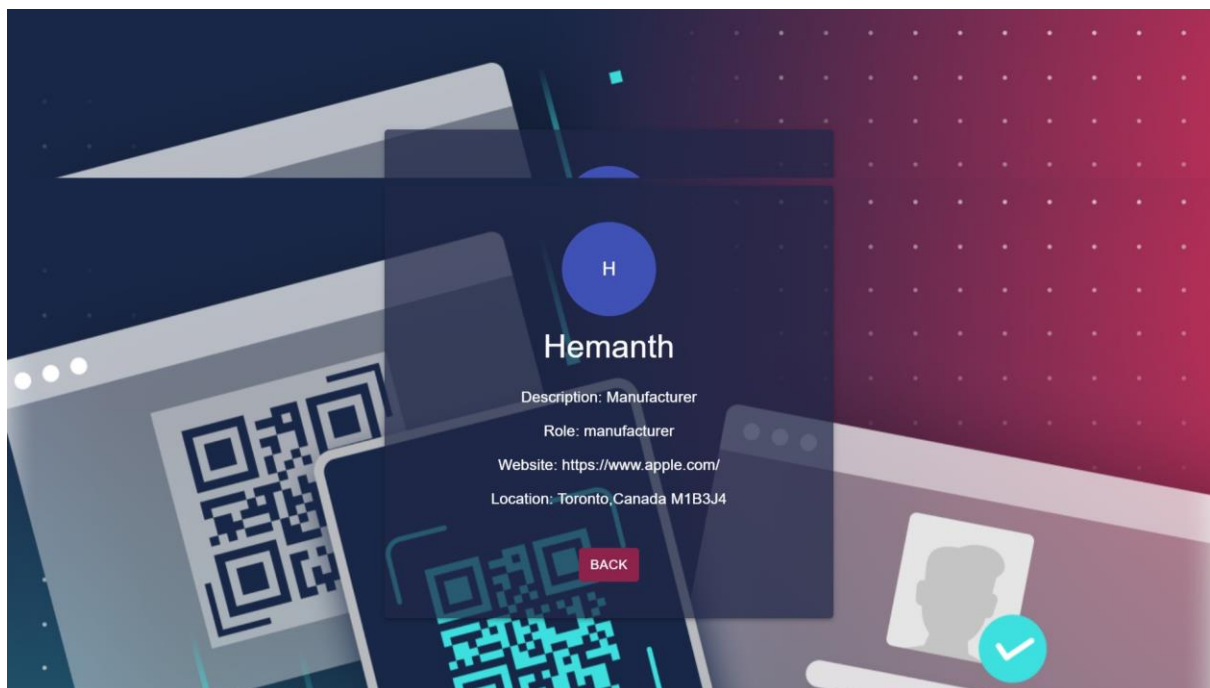 H
Hemanth
Description: Manufacturer
Role: manufacturer
Website: https://www.apple.com/
Location: Toronto,Canada M1B3J4
BACK